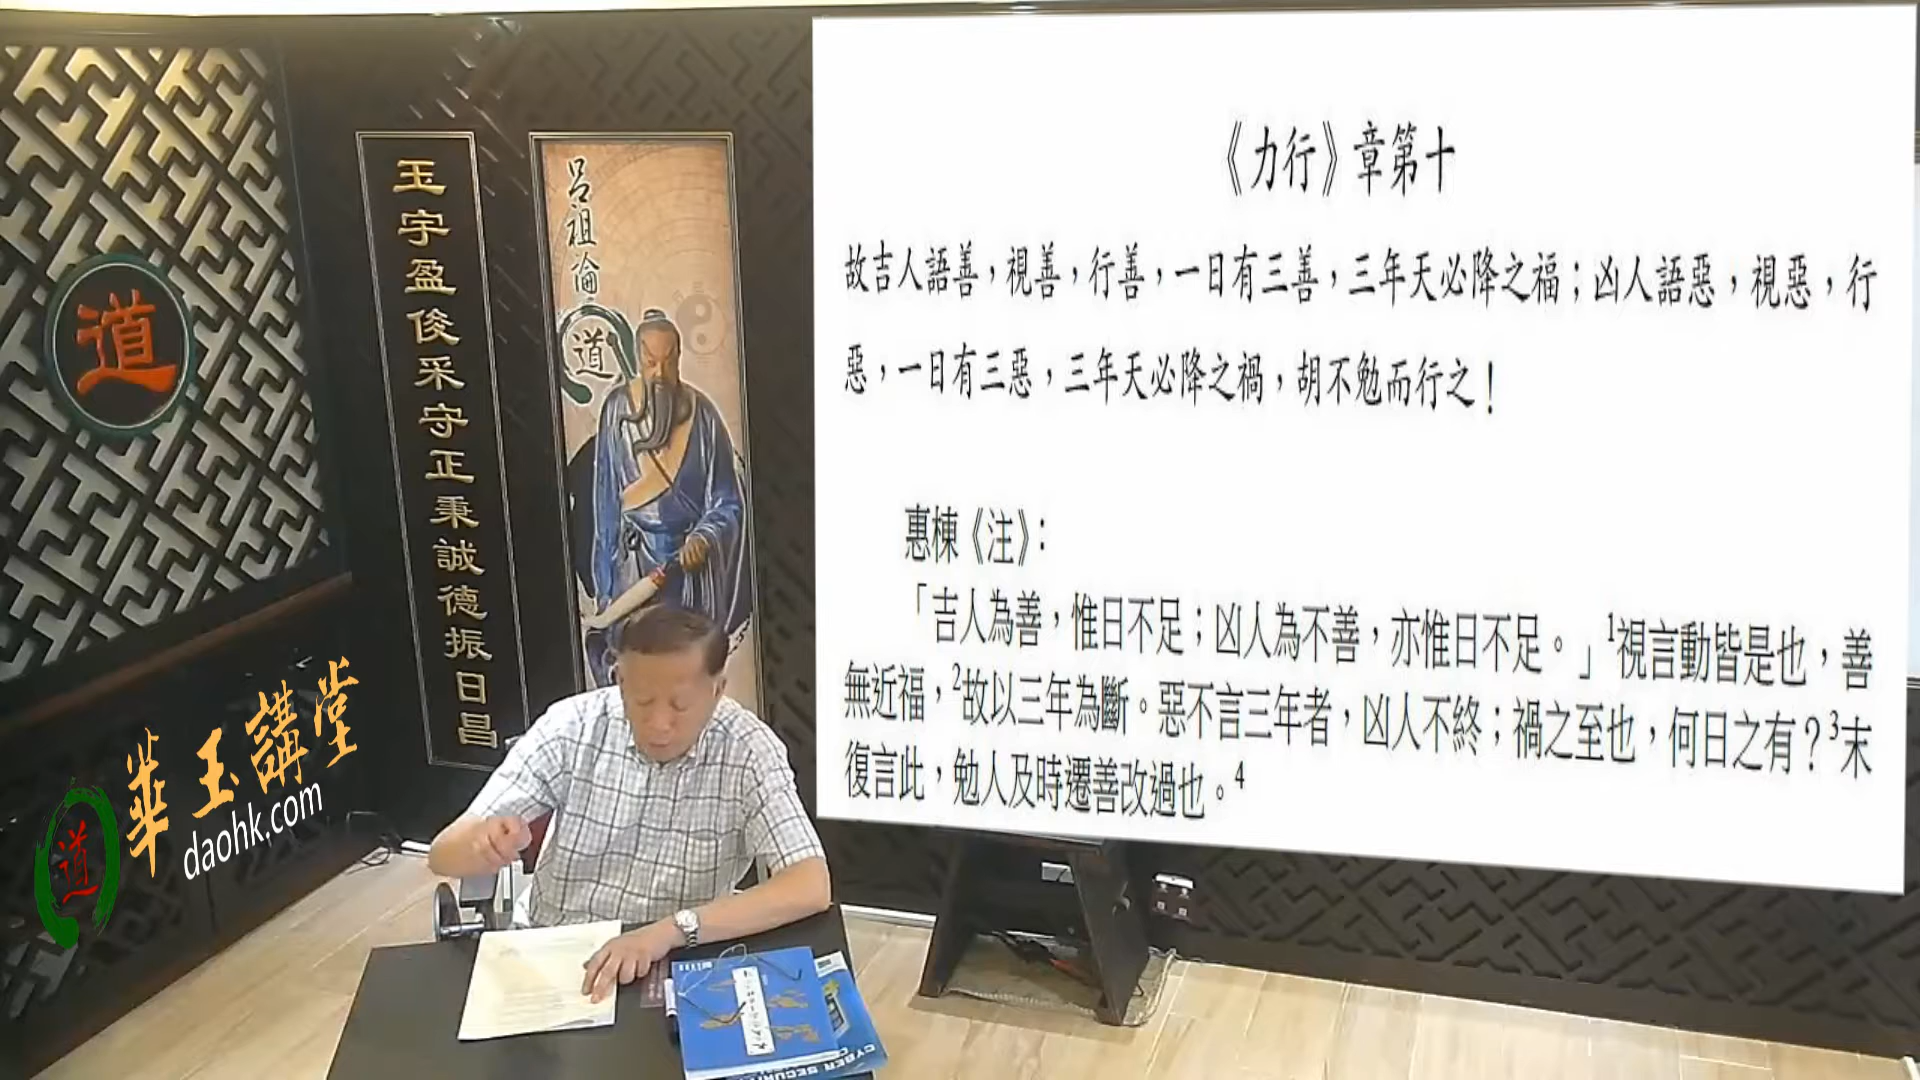 道
玉宇盈俊采守正秉誠德振日昌
呂祖論
道
華玉講堂
daohk.com
道
《力行》章第十
故吉人語善，視善，行善，一日有三善，三年天必降之福；凶人語惡，視惡，行
惡，一日有三惡，三年天必降之禍，胡不勉而行之！
惠棟《注》：
「吉人為善，惟日不足；凶人為不善，亦惟日不足。」1視言動皆是也，善
無近福，2故以三年為斷。惡不言三年者，凶人不終；禍之至也，何日之有？3末
復言此，勉人及時遷善改過也。4
CYBER SECURI